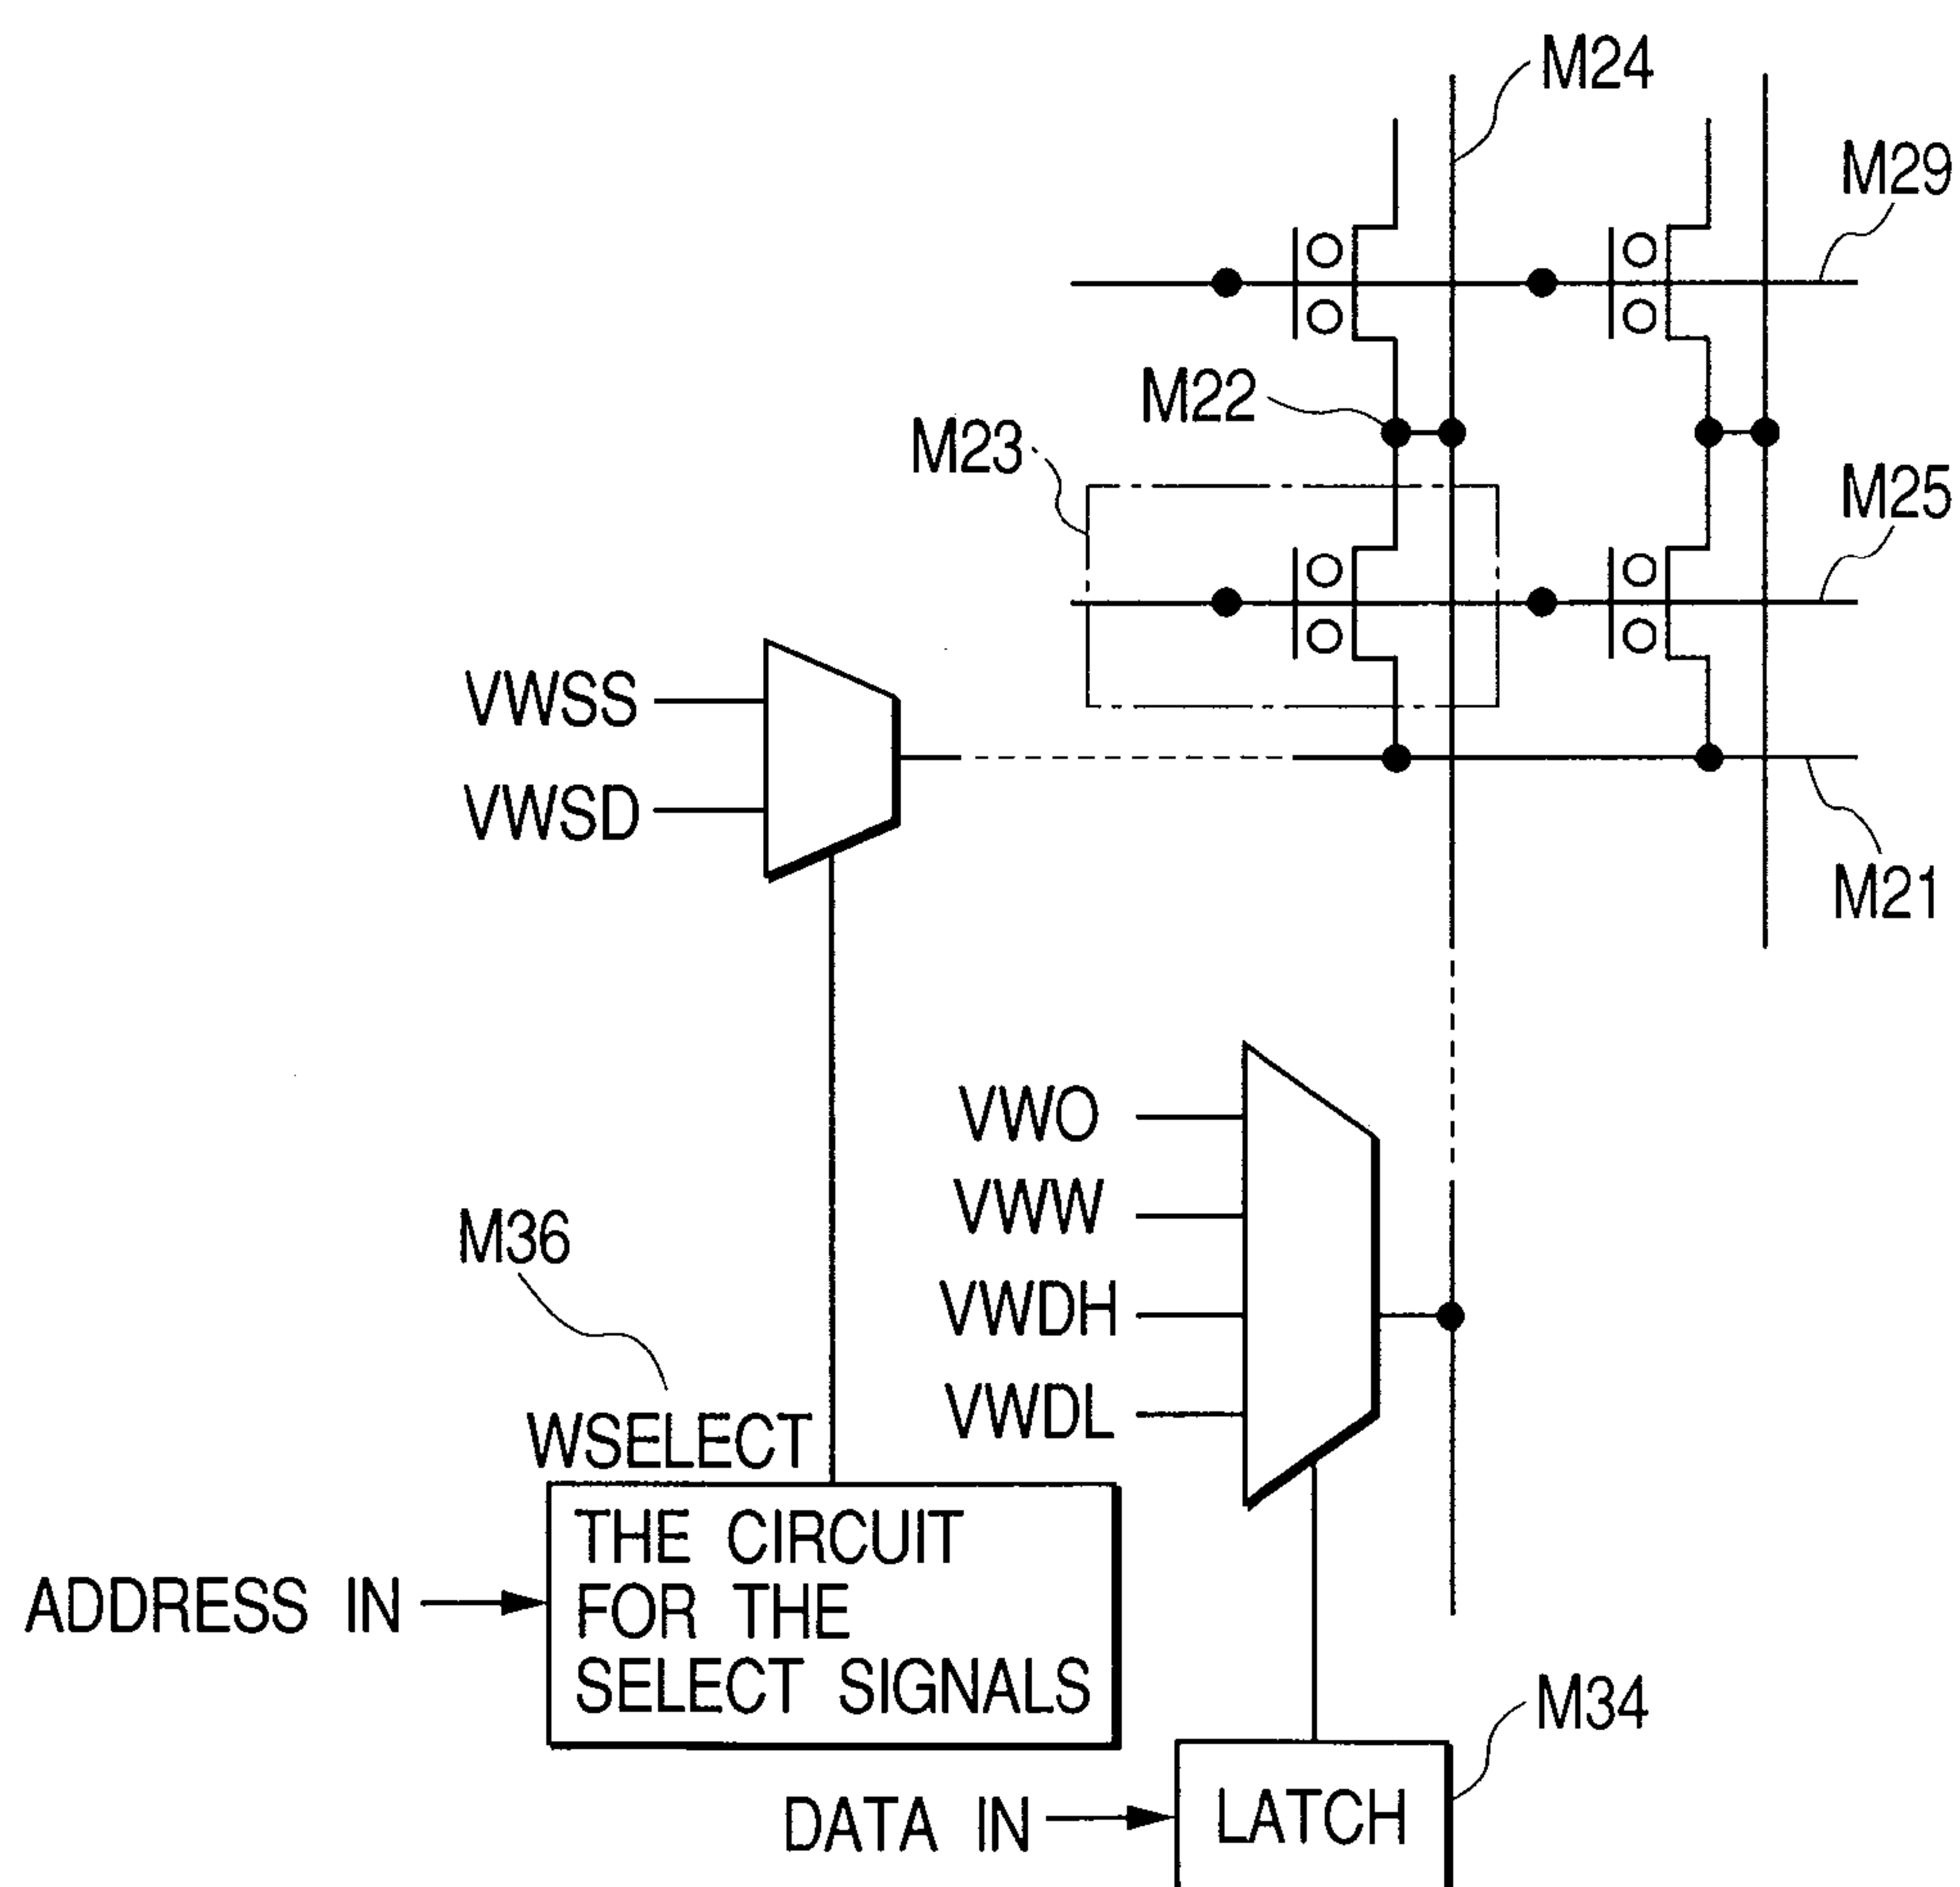 M24
M29
M22
M23
M25
VWSS
VWSD
M21
VWO
VWW
M36
VWDH
VWDL
WSELECT
THE CIRCUIT
FOR THE
SELECT SIGNALS
ADDRESS IN
M34
DATA IN
LATCH